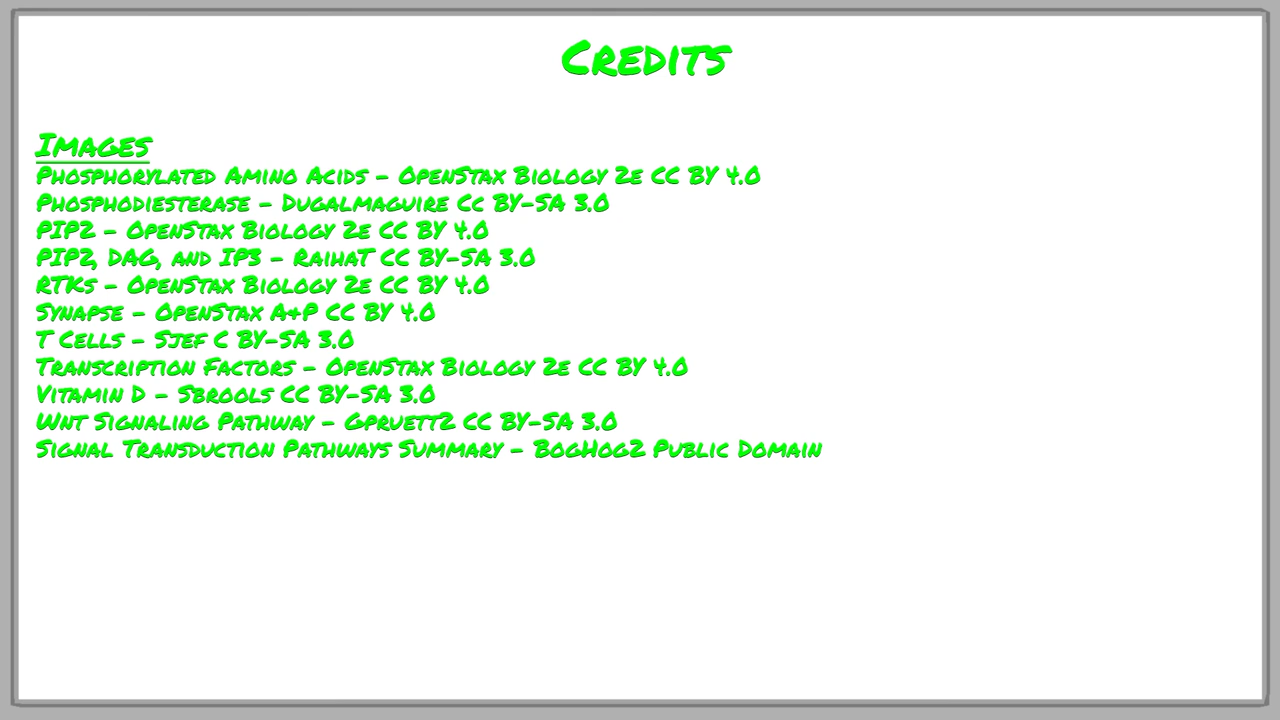 Credits
Images
Phosphorylated Amino Acids - OpenStax Biology 2e CC BY 4.0
Phosphodiesterase - Dugalmaguire Cc BY-SA 3.0
PIP2 - OpenStax Biology 2e CC BY 4.0
PIP2, DAG, and IP3 - RaihaT CC BY-SA 3.0
RTKs - OpenStax Biology 2e CC BY 4.0
Synapse - OpenStax A&P CC BY 4.0
T Cells - Sjef C BY-SA 3.0
Transcription Factors - OpenStax Biology 2e CC BY 4.0
Vitamin D - Sbrools CC BY-SA 3.0
Wnt Signaling Pathway - Gpruett2 CC BY-SA 3.0
Signal Transduction Pathways Summary - BogHog2 Public Domain